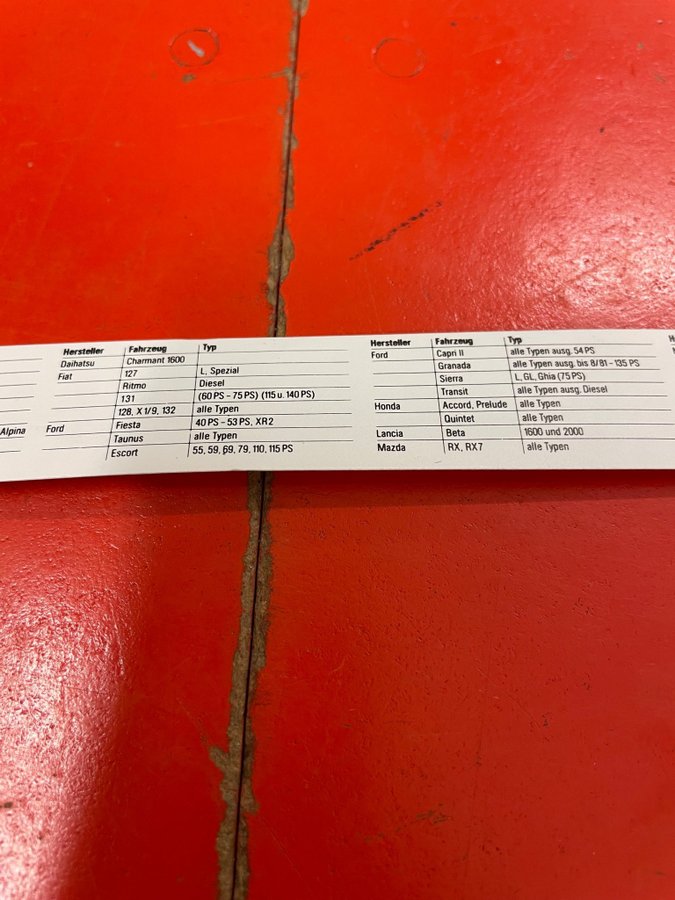 Alpina
Hersteller Fahrzeug Typ
Daihatsu Charmant 1600
Fiat 127 L, Spezial
Ritmo Diesel
131 (60 PS - 75 PS) (115 u. 140 PS)
128, X 1/9, 132 alle Typen
Ford Fiesta 40 PS - 53 PS, XR2
Taunus alle Typen
Escort 55, 59, 69, 79, 110, 115 PS
Hersteller Fahrzeug Typ
Ford Capri II alle Typen ausg. 54 PS
Granada alle Typen ausg. bis 8/81 - 135 PS
Sierra L, GL, Ghia (75 PS)
Transit alle Typen ausg. Diesel
Honda Accord, Prelude alle Typen
Quintet alle Typen
Lancia Beta 1600 und 2000
Mazda RX, RX7 alle Typen